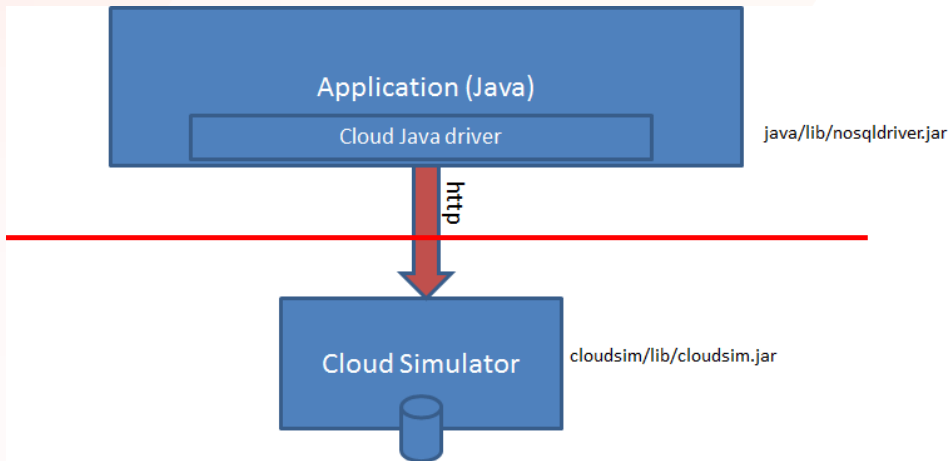 Application (Java)
Cloud Java driver
java/lib/nosqldriver.jar
http
Cloud Simulator
cloudsim/lib/cloudsim.jar